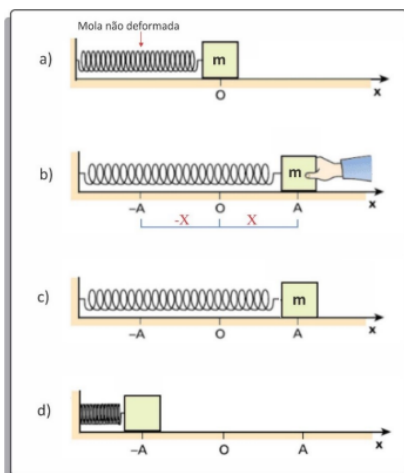 Mola não deformada
a)
m
O
x
b)
m
-A O A
x
-X X
c)
m
-A O A
x
d)
-A O A
x